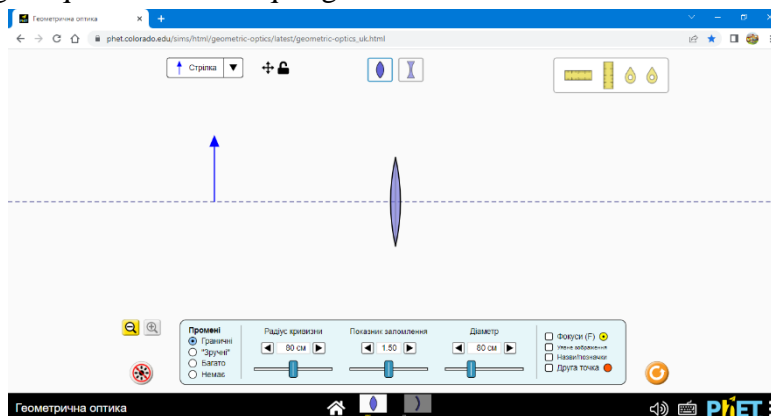 Геометрична оптика
phet.colorado.edu/sims/html/geometric-optics/latest/geometric-optics_uk.html
Стрілка
Промені
Граничні
"Зручні"
Багато
Немає
Радіус кривизни
80 см
Показник заломлення
1.50
Діаметр
80 см
Фокуси (F)
Уявне зображення
Назви/позначки
Друга точка
Геометрична оптика
PhET